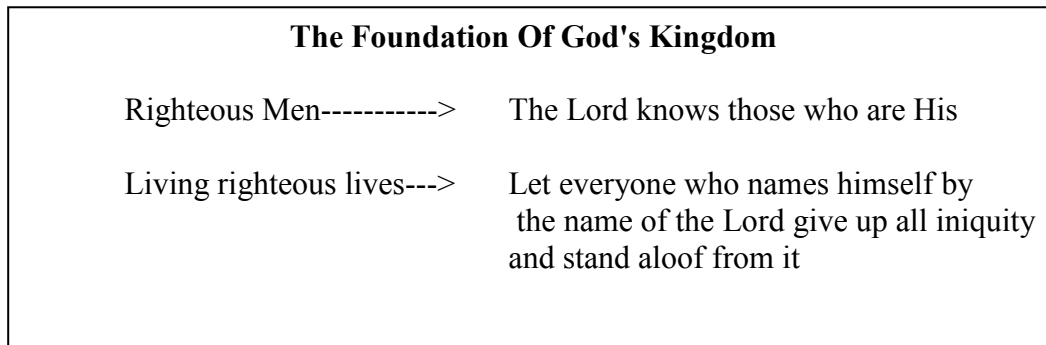 The Foundation Of God's Kingdom
Righteous Men-----------> The Lord knows those who are His
Living righteous lives---> Let everyone who names himself by
the name of the Lord give up all iniquity
and stand aloof from it